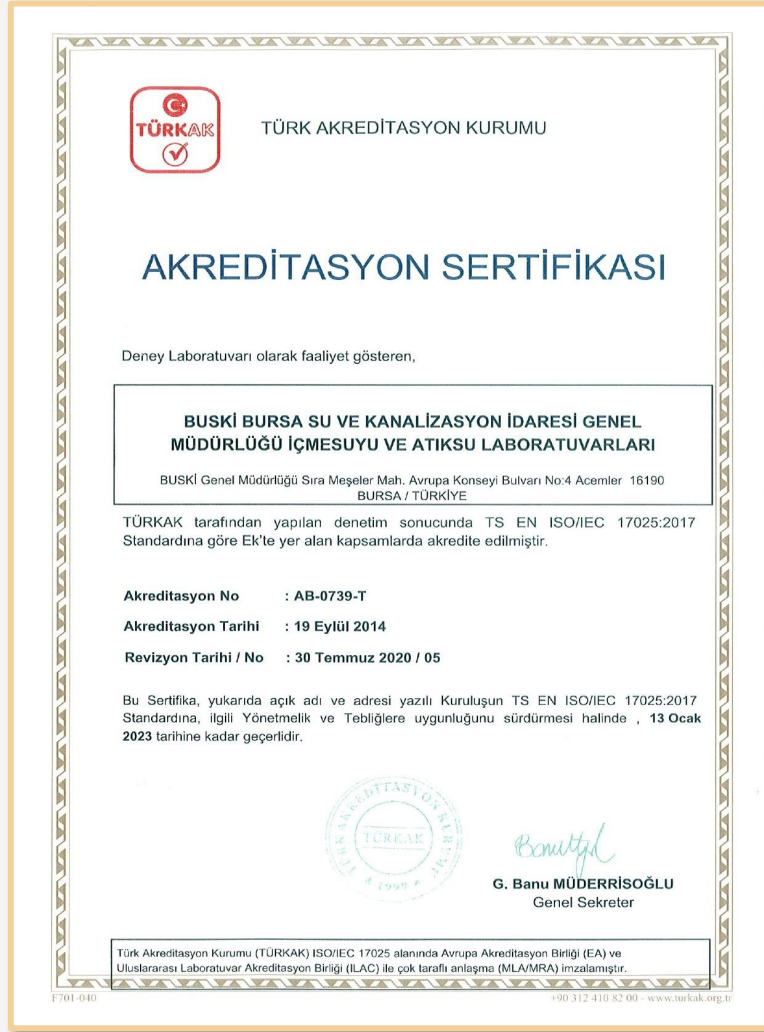 TÜRKAK
TÜRK AKREDİTASYON KURUMU
AKREDİTASYON SERTİFİKASI
Deney Laboratuvarı olarak faaliyet gösteren,
BUSKİ BURSA SU VE KANALİZASYON İDARESİ GENEL
MÜDÜRLÜĞÜ İÇMESUYU VE ATIKSU LABORATUVARLARI
BUSKİ Genel Müdürlüğü Sıra Meşeler Mah. Avrupa Konseyi Bulvarı No:4 Acemler 16190
BURSA / TÜRKİYE
TÜRKAK tarafından yapılan denetim sonucunda TS EN ISO/IEC 17025:2017
Standardına göre Ek'te yer alan kapsamlarda akredite edilmiştir.
Akreditasyon No : AB-0739-T
Akreditasyon Tarihi : 19 Eylül 2014
Revizyon Tarihi / No : 30 Temmuz 2020 / 05
Bu Sertifika, yukarıda açık adı ve adresi yazılı Kuruluşun TS EN ISO/IEC 17025:2017
Standardına, ilgili Yönetmelik ve Tebliğlere uygunluğunu sürdürmesi halinde , 13 Ocak
2023 tarihine kadar geçerlidir.
TÜRK AKREDİTASYON KURUMU
TÜRKAK
* 1999 *
G. Banu MÜDERRİSOĞLU
Genel Sekreter
Türk Akreditasyon Kurumu (TÜRKAK) ISO/IEC 17025 alanında Avrupa Akreditasyon Birliği (EA) ve
Uluslararası Laboratuvar Akreditasyon Birliği (ILAC) ile çok taraflı anlaşma (MLA/MRA) imzalamıştır.
F701-040
+90 312 410 82 00 - www.turkak.org.tr